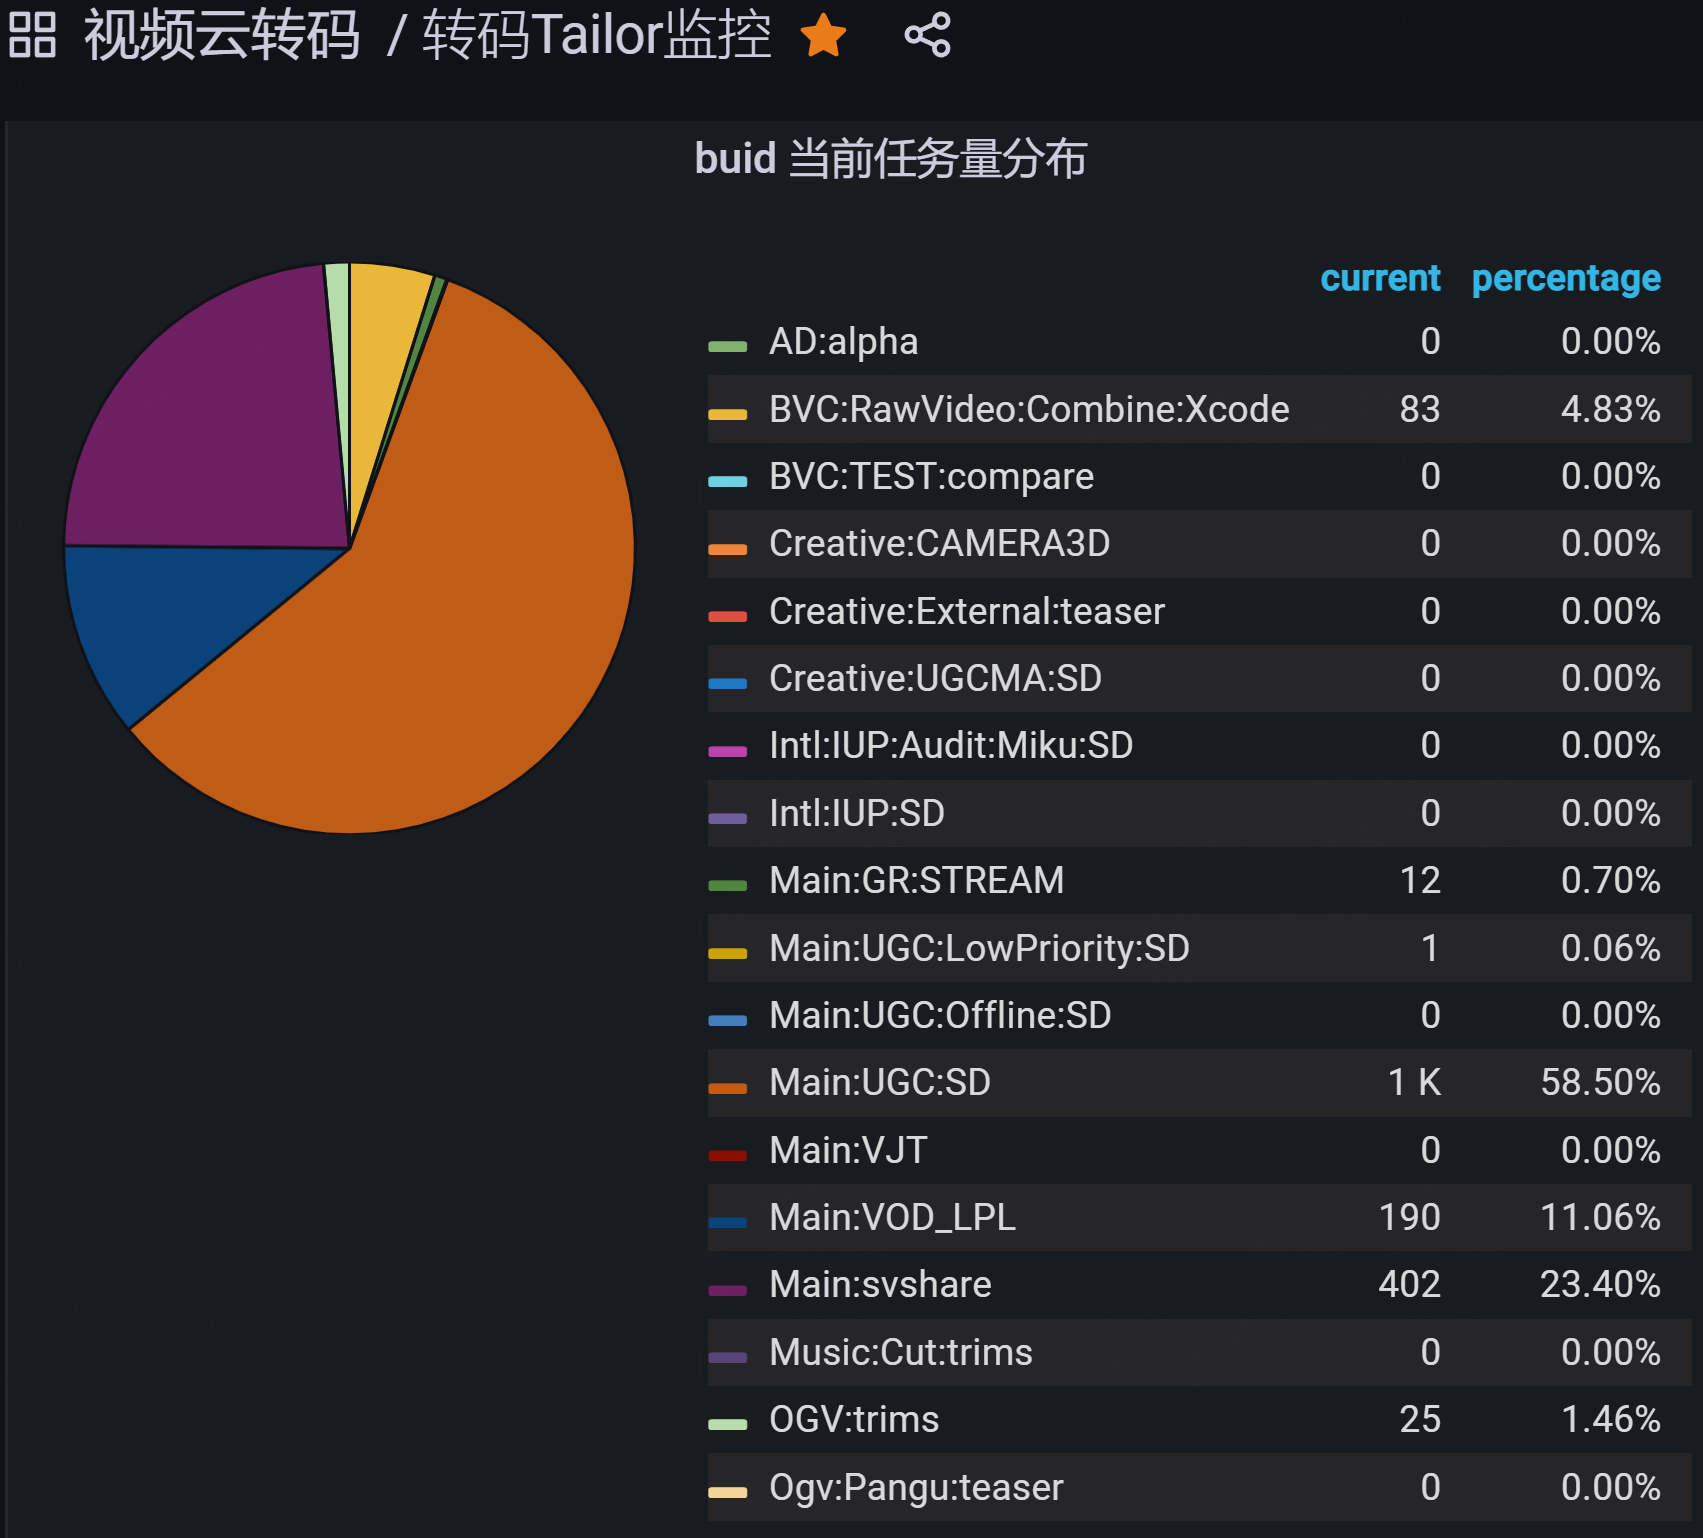 视频云转码 / 转码Tailor监控
buid 当前任务量分布
current percentage
AD:alpha 0 0.00%
BVC:RawVideo:Combine:Xcode 83 4.83%
BVC:TEST:compare 0 0.00%
Creative:CAMERA3D 0 0.00%
Creative:External:teaser 0 0.00%
Creative:UGCMA:SD 0 0.00%
Intl:IUP:Audit:Miku:SD 0 0.00%
Intl:IUP:SD 0 0.00%
Main:GR:STREAM 12 0.70%
Main:UGC:LowPriority:SD 1 0.06%
Main:UGC:Offline:SD 0 0.00%
Main:UGC:SD 1 K 58.50%
Main:VJT 0 0.00%
Main:VOD_LPL 190 11.06%
Main:svshare 402 23.40%
Music:Cut:trims 0 0.00%
OGV:trims 25 1.46%
Ogv:Pangu:teaser 0 0.00%